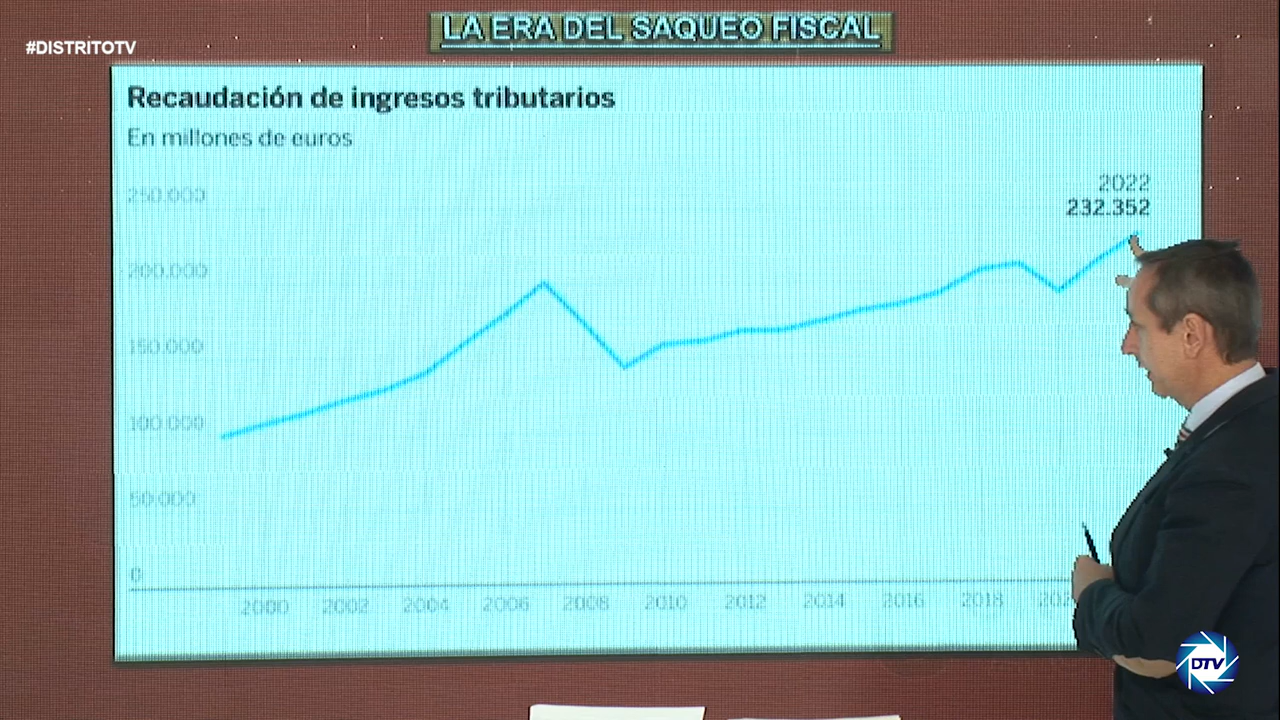 #DISTRITOTV
LA ERA DEL SAQUEO FISCAL
Recaudación de ingresos tributarios
En millones de euros
250.000
2022
232.352
200.000
150.000
100.000
50.000
0
2000 2002 2004 2006 2008 2010 2012 2014 2016 2018
DTV